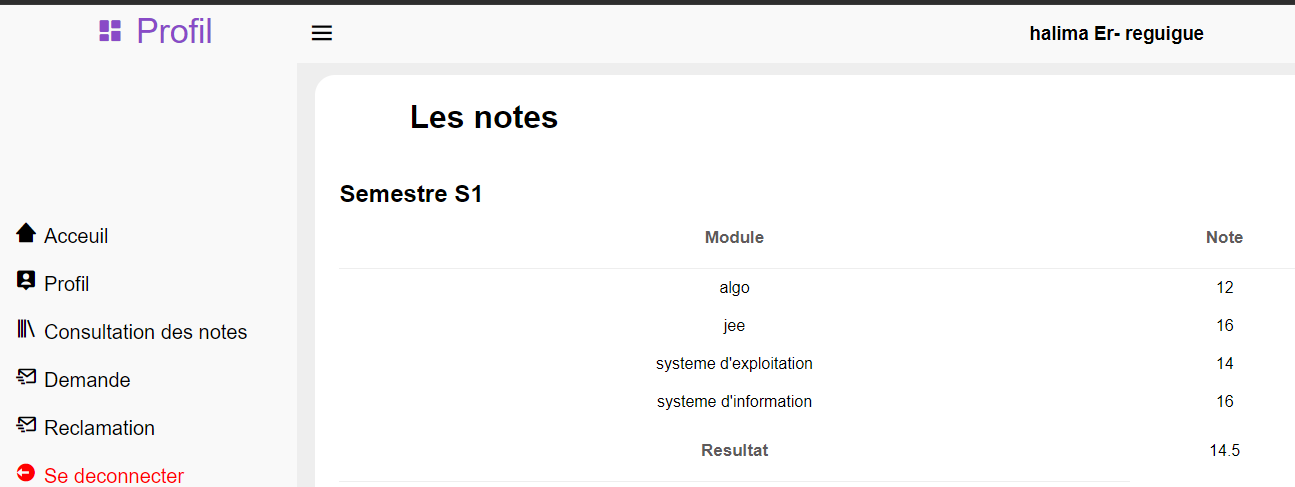 Profil
halima Er- reguigue
Les notes
Semestre S1
Module Note
algo 12
jee 16
systeme d'exploitation 14
systeme d'information 16
Resultat 14.5
Acceuil
Profil
Consultation des notes
Demande
Reclamation
Se deconnecter